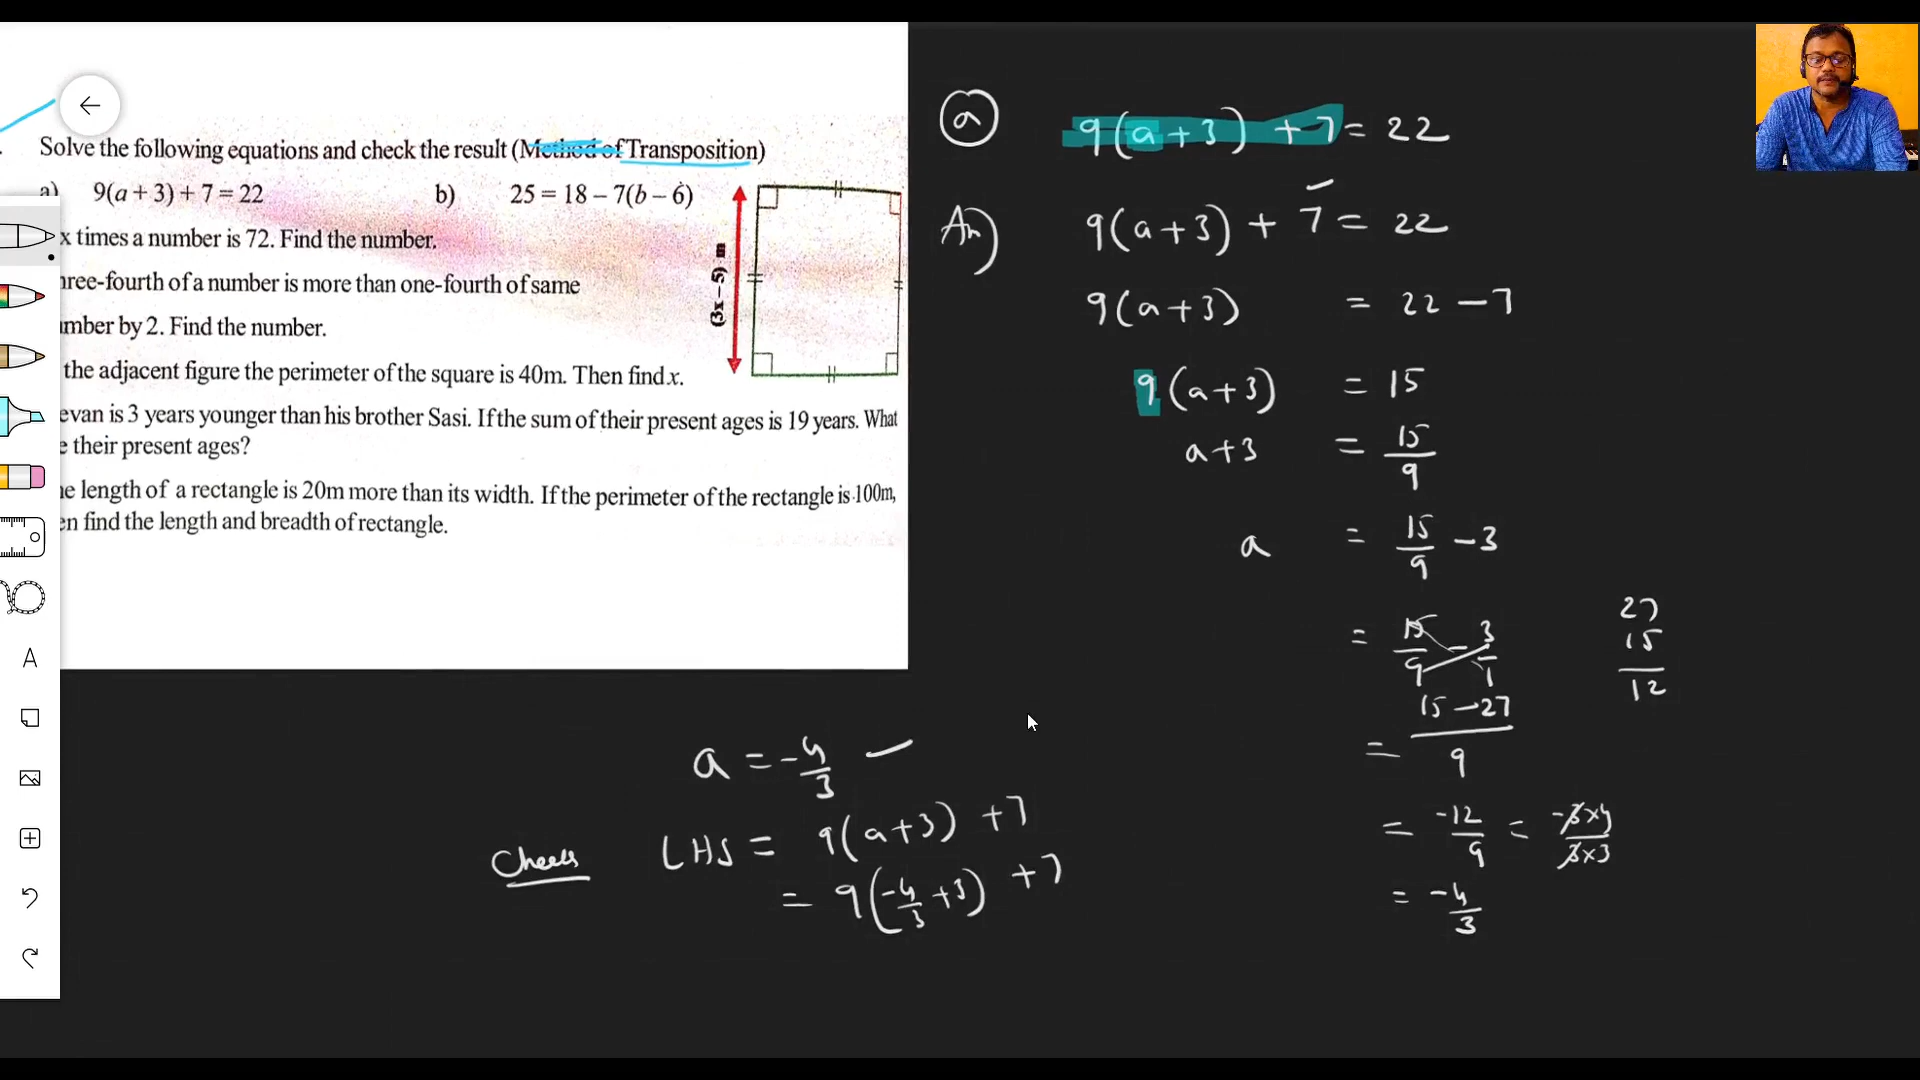 Solve the following equations and check the result (Method of Transposition)
a) 9(a + 3) + 7 = 22 b) 25 = 18 – 7(b – 6)
x times a number is 72. Find the number.
hree-fourth of a number is more than one-fourth of same
umber by 2. Find the number.
the adjacent figure the perimeter of the square is 40m. Then find x.
evan is 3 years younger than his brother Sasi. If the sum of their present ages is 19 years. What
e their present ages?
e length of a rectangle is 20m more than its width. If the perimeter of the rectangle is 100m,
en find the length and breadth of rectangle.
(3x – 5) m
A
a 9(a+3) +7 = 22
An) 9(a+3) + 7 = 22
9(a+3) = 22 – 7
9(a+3) = 15
a+3 = 15/9
a = 15/9 – 3
= 15/9 – 3/1
= 15 – 27 / 9
= -12/9 = -3×4/3×3
= -4/3
27
15
12
a = -4/3
Check LHS = 9(a+3) +7
= 9(-4/3 +3) +7